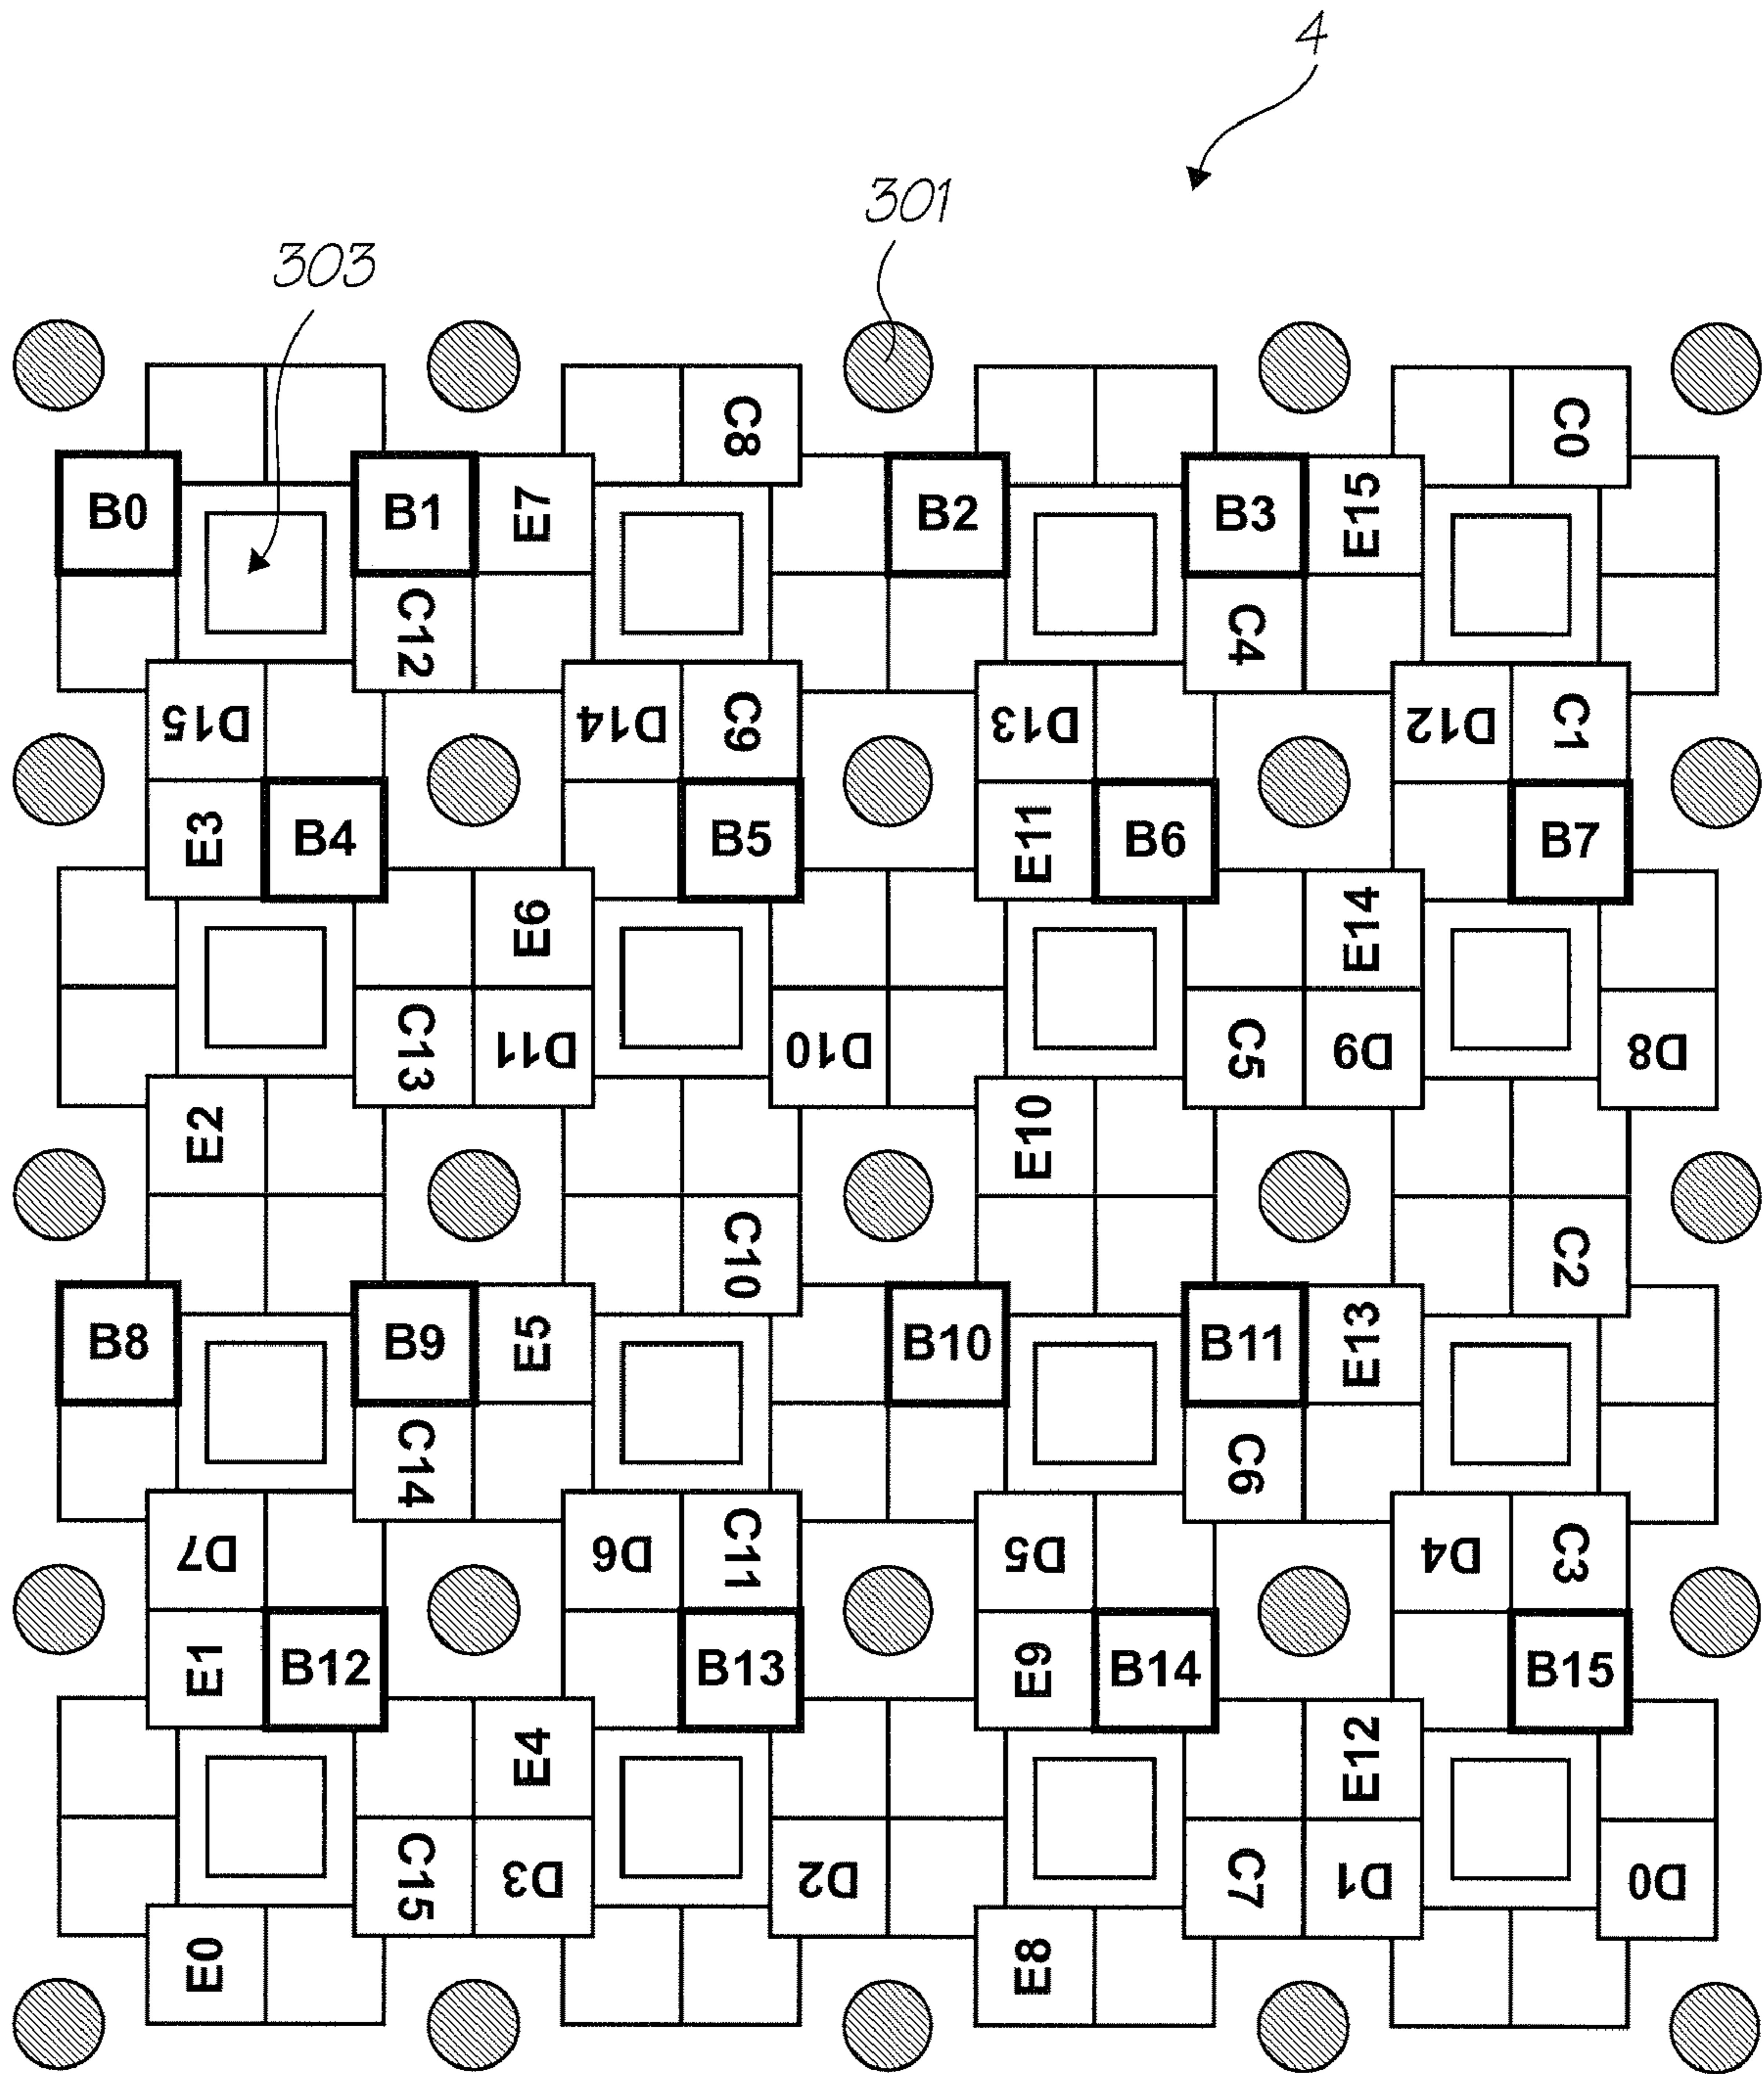 4
301
303
C8 C0
B0 B1 E7 B2 B3 E15
C12 C4
D15 D14 C9 D13 D12 C1
E3 B4 B5 E11 B6 B7
E6 E14
C13 D11 D10 C5 D9 D8
E2 E10
C10 C2
B8 B9 E5 B10 B11 E13
C14 C6
D7 D6 C11 D5 D4 C3
E1 B12 B13 E9 B14 B15
E4 E12
C15 D3 D2 C7 D1 D0
E0 E8